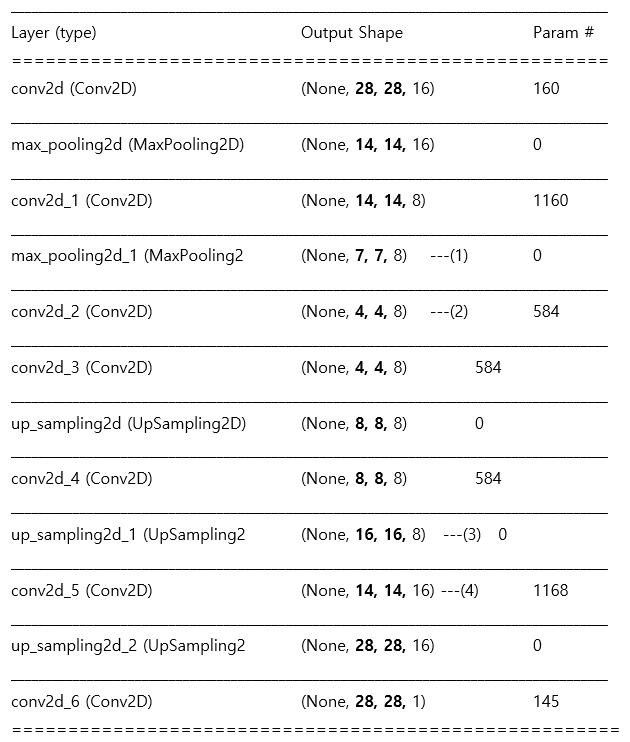 Layer (type) Output Shape Param #
=====================================================
conv2d (Conv2D) (None, 28, 28, 16) 160
max_pooling2d (MaxPooling2D) (None, 14, 14, 16) 0
conv2d_1 (Conv2D) (None, 14, 14, 8) 1160
max_pooling2d_1 (MaxPooling2 (None, 7, 7, 8) ---(1) 0
conv2d_2 (Conv2D) (None, 4, 4, 8) ---(2) 584
conv2d_3 (Conv2D) (None, 4, 4, 8) 584
up_sampling2d (UpSampling2D) (None, 8, 8, 8) 0
conv2d_4 (Conv2D) (None, 8, 8, 8) 584
up_sampling2d_1 (UpSampling2 (None, 16, 16, 8) ---(3) 0
conv2d_5 (Conv2D) (None, 14, 14, 16) ---(4) 1168
up_sampling2d_2 (UpSampling2 (None, 28, 28, 16) 0
conv2d_6 (Conv2D) (None, 28, 28, 1) 145
======================================================